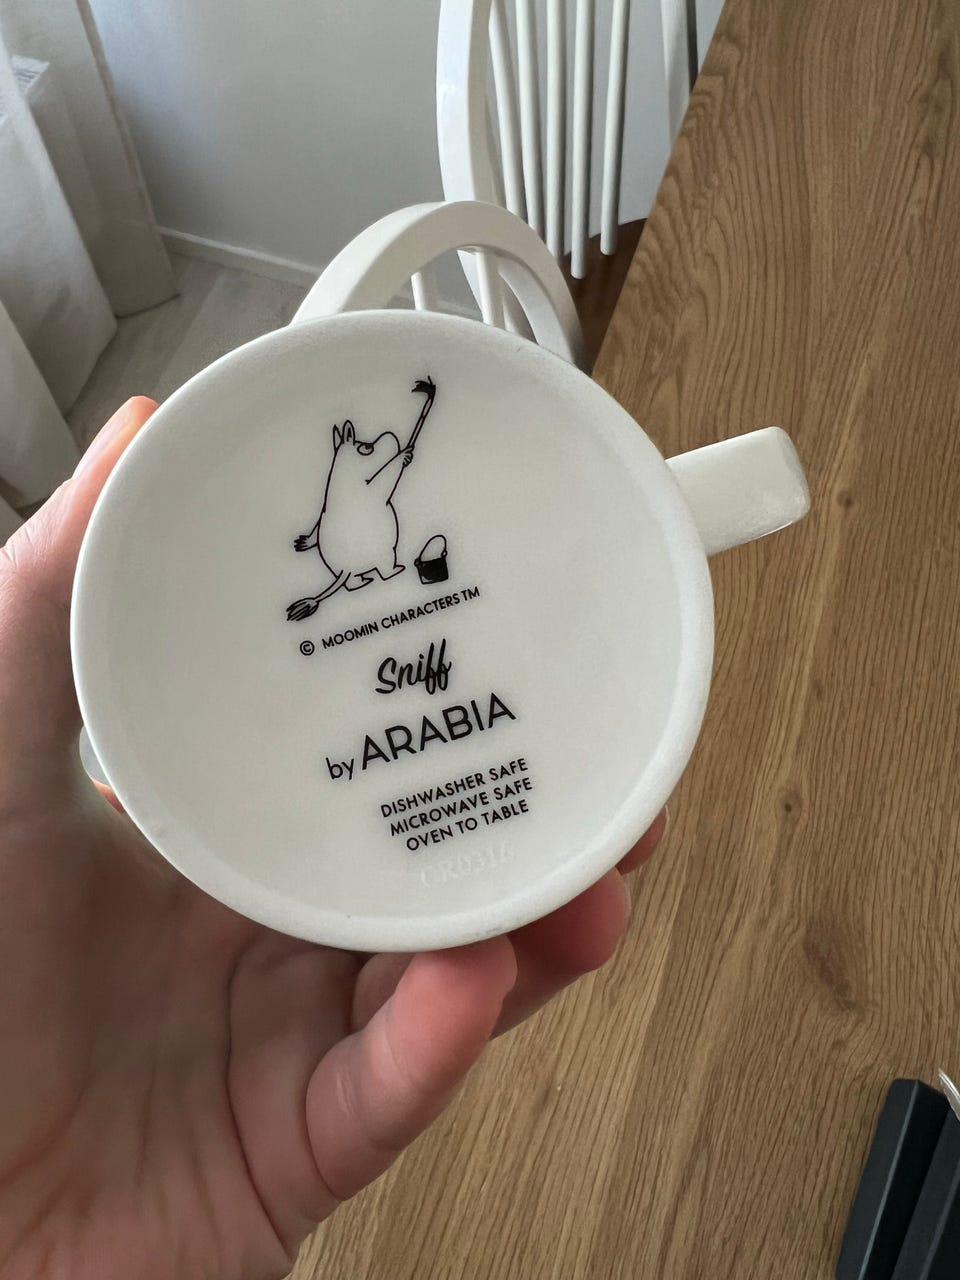 © MOOMIN CHARACTERS TM
Sniff
by ARABIA
DISHWASHER SAFE
MICROWAVE SAFE
OVEN TO TABLE